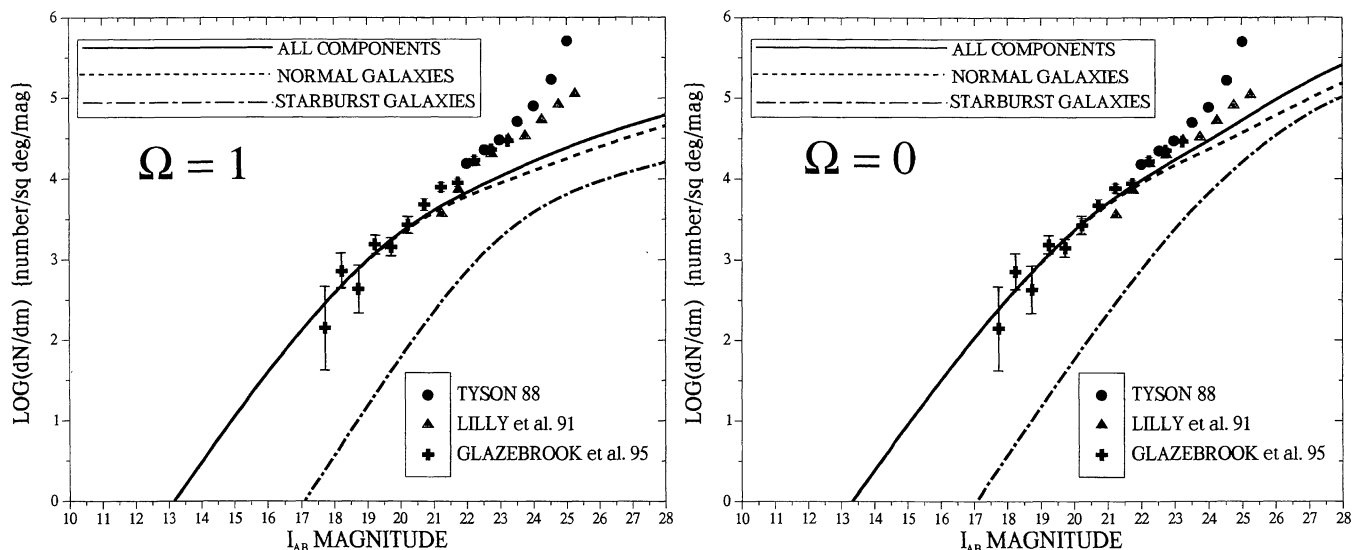 ALL COMPONENTS
NORMAL GALAXIES
STARBURST GALAXIES
Ω = 1
TYSON 88
LILLY et al. 91
GLAZEBROOK et al. 95
LOG(dN/dm) {number/sq deg/mag}
6
5
4
3
2
1
0
10 11 12 13 14 15 16 17 18 19 20 21 22 23 24 25 26 27 28
I_AB MAGNITUDE
ALL COMPONENTS
NORMAL GALAXIES
STARBURST GALAXIES
Ω = 0
TYSON 88
LILLY et al. 91
GLAZEBROOK et al. 95
LOG(dN/dm) {number/sq deg/mag}
6
5
4
3
2
1
0
10 11 12 13 14 15 16 17 18 19 20 21 22 23 24 25 26 27 28
I_AB MAGNITUDE